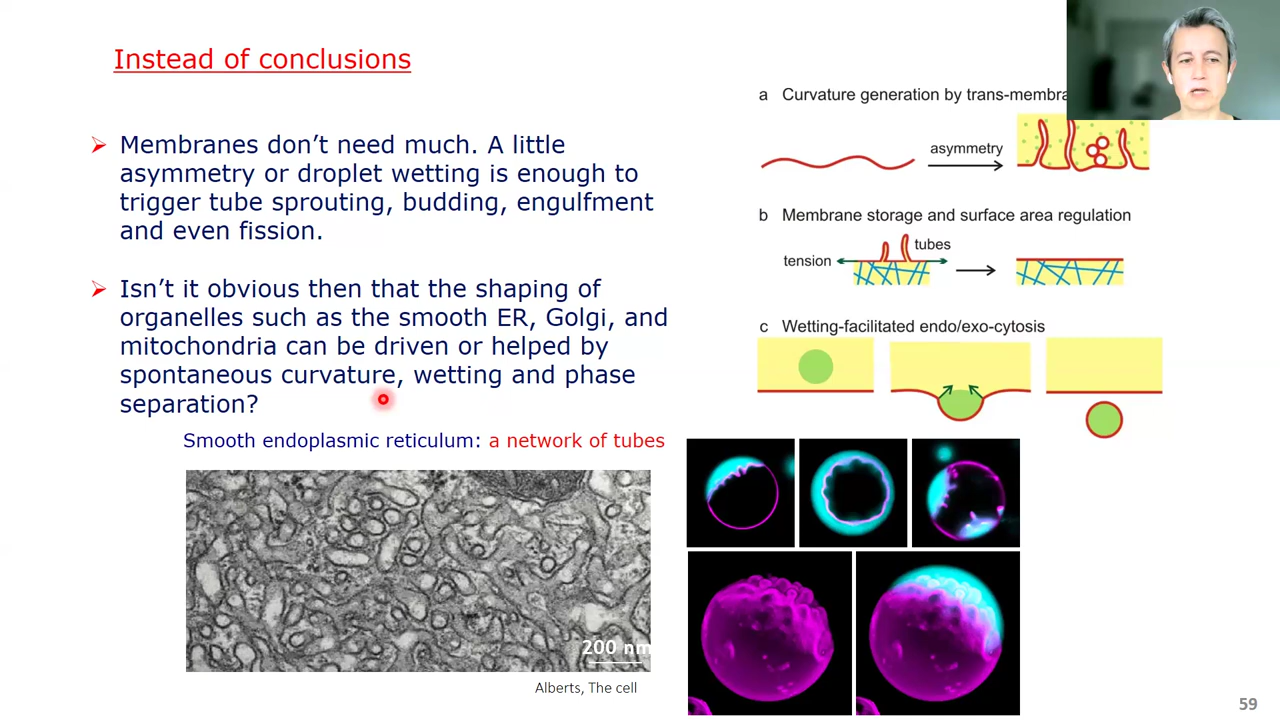 Instead of conclusions
➢ Membranes don't need much. A little
asymmetry or droplet wetting is enough to
trigger tube sprouting, budding, engulfment
and even fission.
➢ Isn't it obvious then that the shaping of
organelles such as the smooth ER, Golgi, and
mitochondria can be driven or helped by
spontaneous curvature, wetting and phase
separation?
Smooth endoplasmic reticulum: a network of tubes
200 nm
Alberts, The cell
a Curvature generation by trans-membra
asymmetry
b Membrane storage and surface area regulation
tubes
tension
c Wetting-facilitated endo/exo-cytosis
59